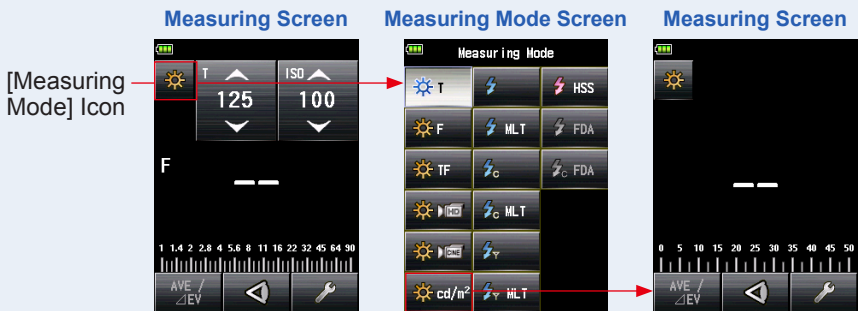 Measuring Screen
Measuring Mode Screen
Measuring Screen
[Measuring
Mode] Icon
T
125
ISO
100
F
1 1.4 2 2.8 4 5.6 8 11 16 22 32 45 64 90
AVE /
⊿EV
Measuring Mode
T
HSS
F
MLT
FDA
TF
C
C FDA
HD
C MLT
CINE
cd/m²
MLT
0 5 10 15 20 25 30 35 40 45 50
AVE /
⊿EV